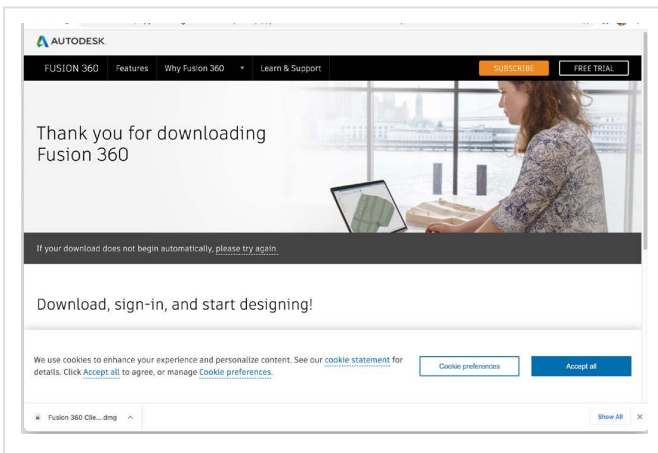 AUTODESK.
FUSION 360 Features Why Fusion 360 Learn & Support SUBSCRIBE FREE TRIAL
Thank you for downloading
Fusion 360
If your download does not begin automatically, please try again.
Download, sign-in, and start designing!
We use cookies to enhance your experience and personalize content. See our cookie statement for
details. Click Accept all to agree, or manage Cookie preferences.
Cookie preferences
Accept all
Fusion 360 Clie....dmg
Show All